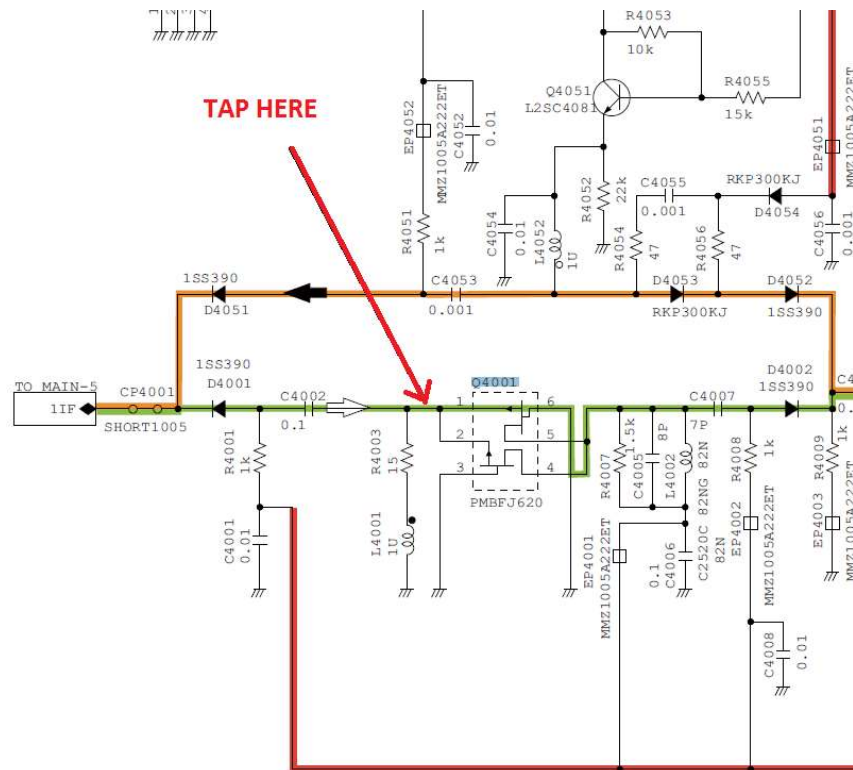 R4053
10k
Q4051
L2SC4081
R4055
15k
TAP HERE
EP4052
MMZ1005A222ET
C4052
0.01
EP4051
MMZ1005A222ET
R4051
1k
C4054
0.01
L4052
1U
R4052
22k
C4055
0.001
RKP300KJ
D4054
R4054
47
R4056
47
C4056
0.001
1SS390
D4051
C4053
0.001
D4053
RKP300KJ
D4052
1SS390
TO MAIN-5
1IF
CP4001
SHORT1005
1SS390
D4001
C4002
0.1
Q4001
1
2
3
6
5
4
PMBFJ620
C4007
7P
D4002
1SS390
C4
0.
R4001
1k
C4001
0.01
R4003
15
L4001
1U
R4007
1.5k
C4005
8P
L4002
82N
C2520C 82NG
82N
R4008
1k
R4009
1k
EP4001
MMZ1005A222ET
C4006
0.1
EP4002
MMZ1005A222ET
EP4003
MMZ1005A222ET
C4008
0.01